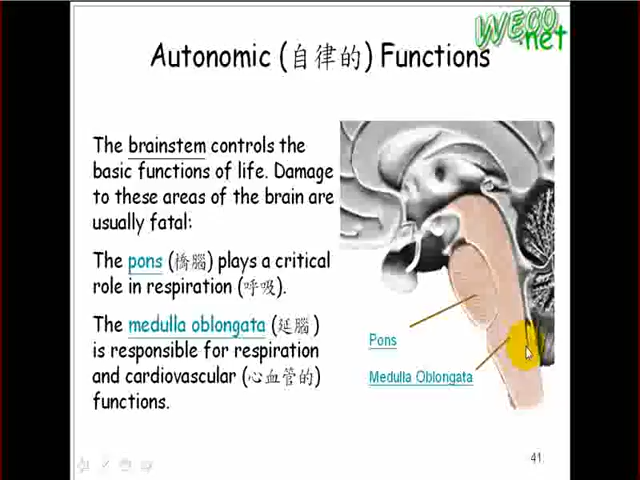 WECO
.net
Autonomic (自律的) Functions
The brainstem controls the
basic functions of life. Damage
to these areas of the brain are
usually fatal:
The pons (橋腦) plays a critical
role in respiration (呼吸).
The medulla oblongata (延腦)
is responsible for respiration
and cardiovascular (心血管的)
functions.
Pons
Medulla Oblongata
41